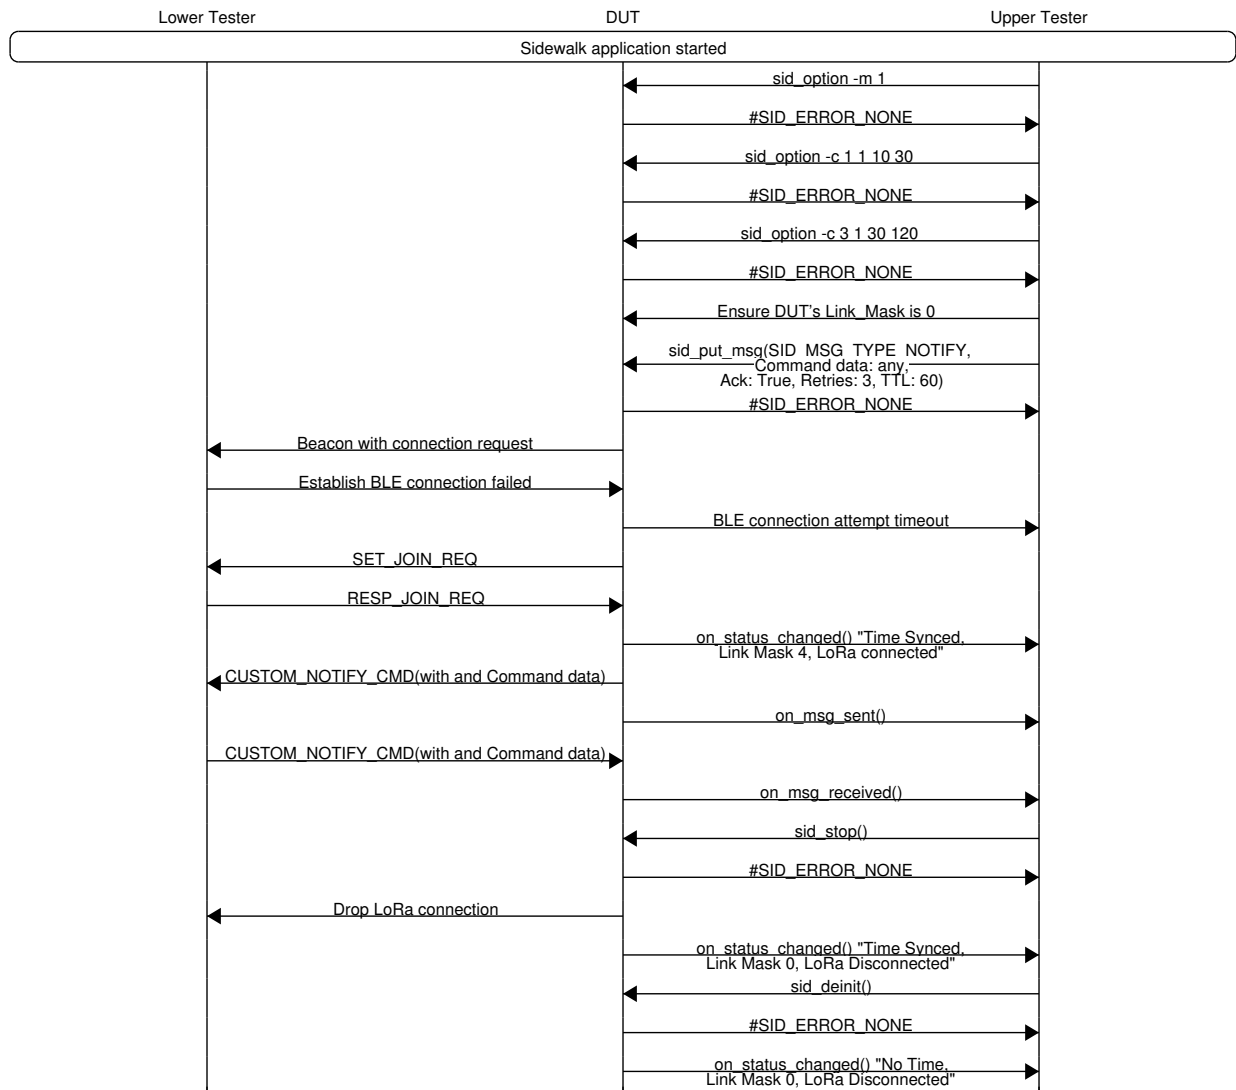 Lower Tester DUT Upper Tester
Sidewalk application started
sid_option -m 1
#SID_ERROR_NONE
sid_option -c 1 1 10 30
#SID_ERROR_NONE
sid_option -c 3 1 30 120
#SID_ERROR_NONE
Ensure DUT's Link_Mask is 0
sid_put_msg(SID_MSG_TYPE_NOTIFY,
Command data: any,
Ack: True, Retries: 3, TTL: 60)
#SID_ERROR_NONE
Beacon with connection request
Establish BLE connection failed
BLE connection attempt timeout
SET_JOIN_REQ
RESP_JOIN_REQ
on_status_changed() "Time Synced,
Link Mask 4, LoRa connected"
CUSTOM_NOTIFY_CMD(with and Command data)
on_msg_sent()
CUSTOM_NOTIFY_CMD(with and Command data)
on_msg_received()
sid_stop()
#SID_ERROR_NONE
Drop LoRa connection
on_status_changed() "Time Synced,
Link Mask 0, LoRa Disconnected"
sid_deinit()
#SID_ERROR_NONE
on_status_changed() "No Time,
Link Mask 0, LoRa Disconnected"